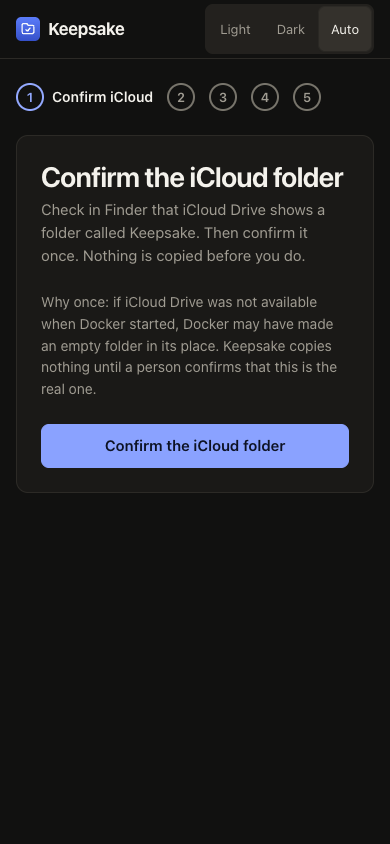 Keepsake
Light
Dark
Auto
1
Confirm iCloud
2
3
4
5
Confirm the iCloud folder
Check in Finder that iCloud Drive shows a
folder called Keepsake. Then confirm it
once. Nothing is copied before you do.
Why once: if iCloud Drive was not available
when Docker started, Docker may have made
an empty folder in its place. Keepsake copies
nothing until a person confirms that this is the
real one.
Confirm the iCloud folder